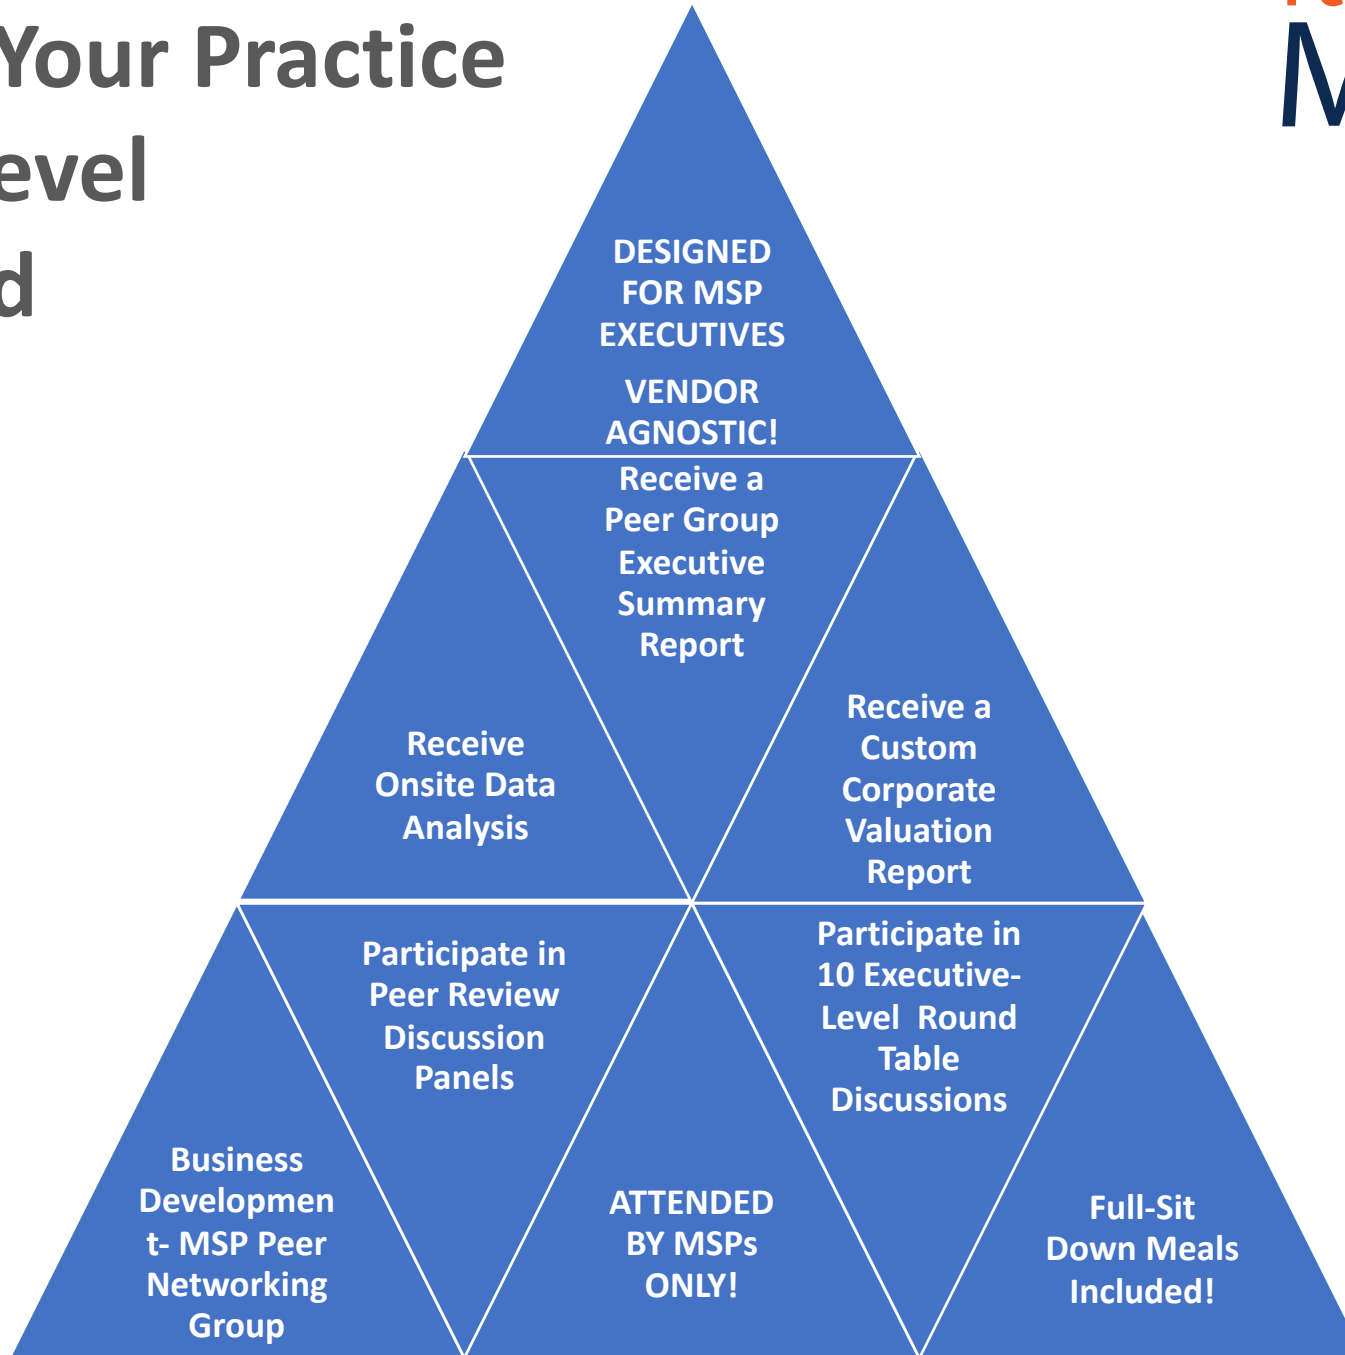 Your Practice
evel
d
M
DESIGNED
FOR MSP
EXECUTIVES
VENDOR
AGNOSTIC!
Receive a
Peer Group
Executive
Summary
Report
Receive
Onsite Data
Analysis
Receive a
Custom
Corporate
Valuation
Report
Participate in
Peer Review
Discussion
Panels
Participate in
10 Executive-
Level  Round
Table
Discussions
Business
Developmen
t- MSP Peer
Networking
Group
ATTENDED
BY MSPs
ONLY!
Full-Sit
Down Meals
Included!